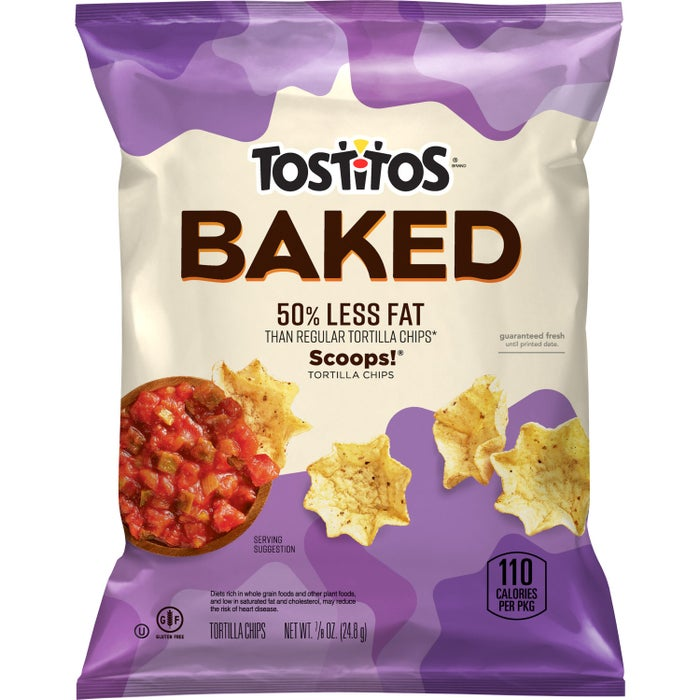 TOSTITOS®
BRAND
BAKED
50% LESS FAT
THAN REGULAR TORTILLA CHIPS*
Scoops!®
TORTILLA CHIPS
guaranteed fresh
until printed date.
SERVING
SUGGESTION
110
CALORIES
PER PKG
Diets rich in whole grain foods and other plant foods,
and low in saturated fat and cholesterol, may reduce
the risk of heart disease.
U
GF
GLUTEN FREE
TORTILLA CHIPS NET WT. 7/8 OZ. (24.8 g)